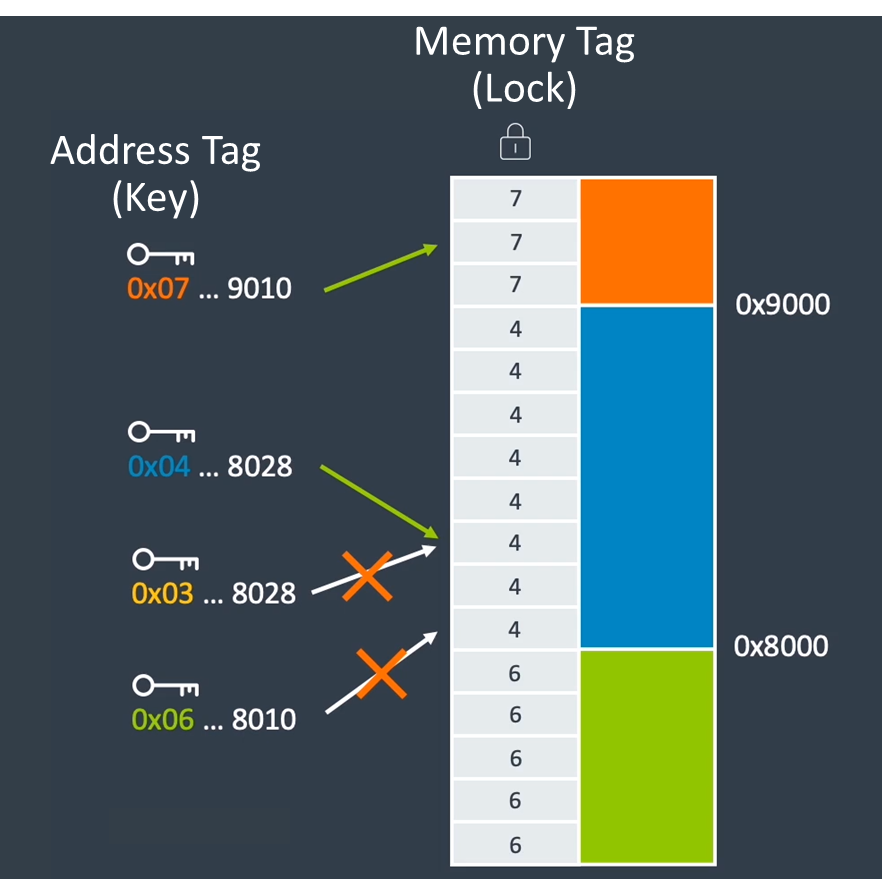 Memory Tag
(Lock)
Address Tag
(Key)
0x07 ... 9010
0x04 ... 8028
0x03 ... 8028
0x06 ... 8010
7
7
7
4
4
4
4
4
4
4
4
6
6
6
6
6
0x9000
0x8000